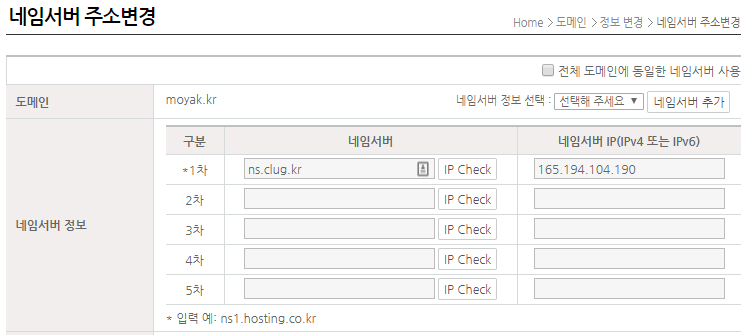 네임서버 주소변경
Home > 도메인 > 정보 변경 > 네임서버 주소변경
전체 도메인에 동일한 네임서버 사용
도메인 moyak.kr 네임서버 정보 선택 : 선택해 주세요 ▼ 네임서버 추가
네임서버 정보
구분 네임서버 네임서버 IP(IPv4 또는 IPv6)
*1차 ns.clug.kr IP Check 165.194.104.190
2차 IP Check
3차 IP Check
4차 IP Check
5차 IP Check
* 입력 예: ns1.hosting.co.kr